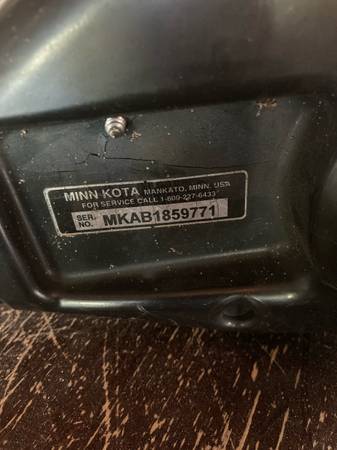 MINN KOTA MANKATO, MINN. USA
FOR SERVICE CALL 1-800-227-6433
SER. NO. MKAB1859771